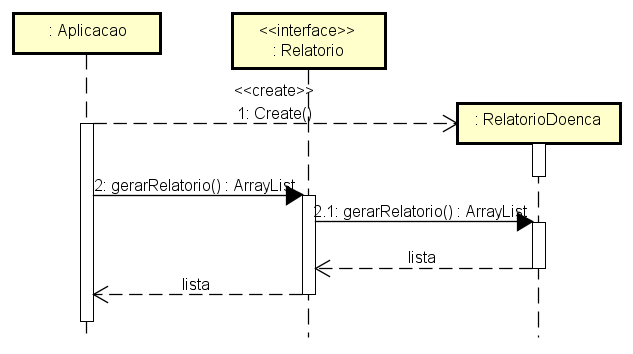 : Aplicacao
<<interface>>
: Relatorio
<<create>>
1: Create()
: RelatorioDoenca
2: gerarRelatorio() : ArrayList
2.1: gerarRelatorio() : ArrayList
lista
lista